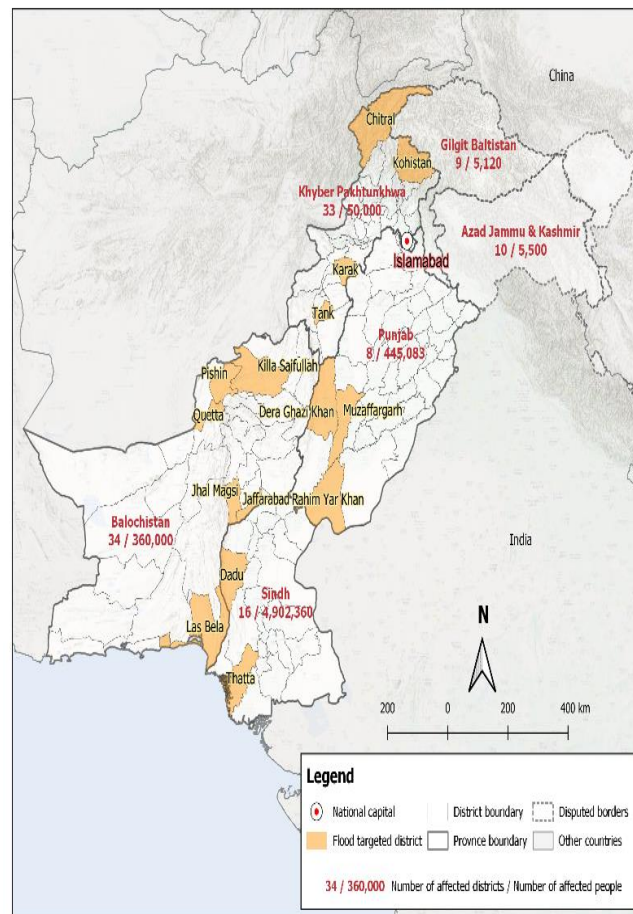 China
Chitral
Gilgit Baltistan
9 / 5,120
Kohistan
Khyber Pakhtunkhwa
33 / 50,000
Azad Jammu & Kashmir
10 / 5,500
Islamabad
Karak
Tank
Punjab
8 / 445,083
Killa Saifullah
Pishin
Quetta
Dera Ghazi Khan
Muzaffargarh
Jhal Magsi
Jaffarabad
Rahim Yar Khan
Balochistan
34 / 360,000
India
Dadu
Sindh
16 / 4,902,360
Las Bela
Thatta
N
200 0 200 400 km
Legend
National capital
District boundary
Disputed borders
Flood targeted district
Provnce boundary
Other countries
34 / 360,000 Number of affected districts / Number of affected people